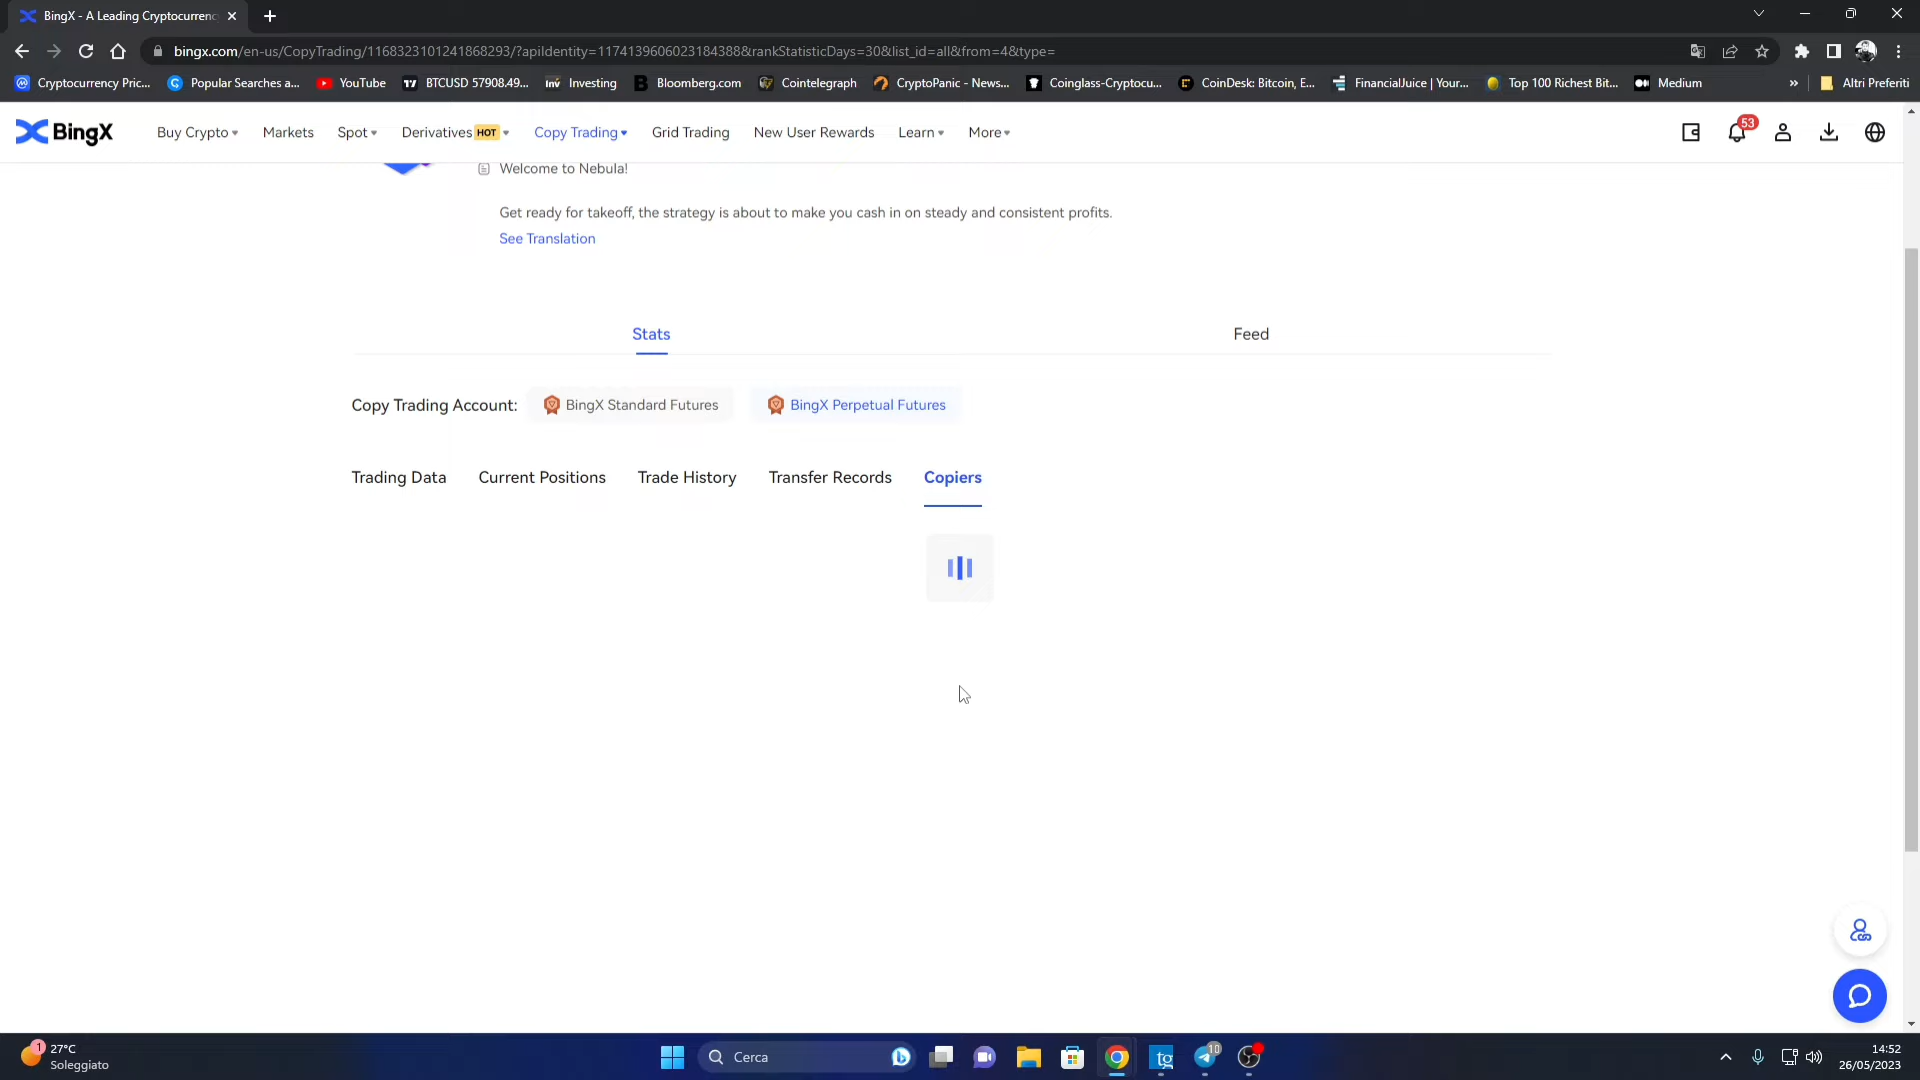 BingX - A Leading Cryptocurrenc
bingx.com/en-us/CopyTrading/1168323101241868293/?apiIdentity=1174139606023184388&rankStatisticDays=30&list_id=all&from=4&type=
Cryptocurrency Pric... Popular Searches a... YouTube BTCUSD 57908.49... Investing Bloomberg.com Cointelegraph CryptoPanic - News... Coinglass-Cryptocu... CoinDesk: Bitcoin, E... FinancialJuice | Your... Top 100 Richest Bit... Medium » Altri Preferiti
BingX Buy Crypto Markets Spot Derivatives HOT Copy Trading Grid Trading New User Rewards Learn More 53
Welcome to Nebula!
Get ready for takeoff, the strategy is about to make you cash in on steady and consistent profits.
See Translation
Stats Feed
Copy Trading Account: BingX Standard Futures BingX Perpetual Futures
Trading Data Current Positions Trade History Transfer Records Copiers
1 27°C
Soleggiato
Cerca
tg
10
14:52
26/05/2023